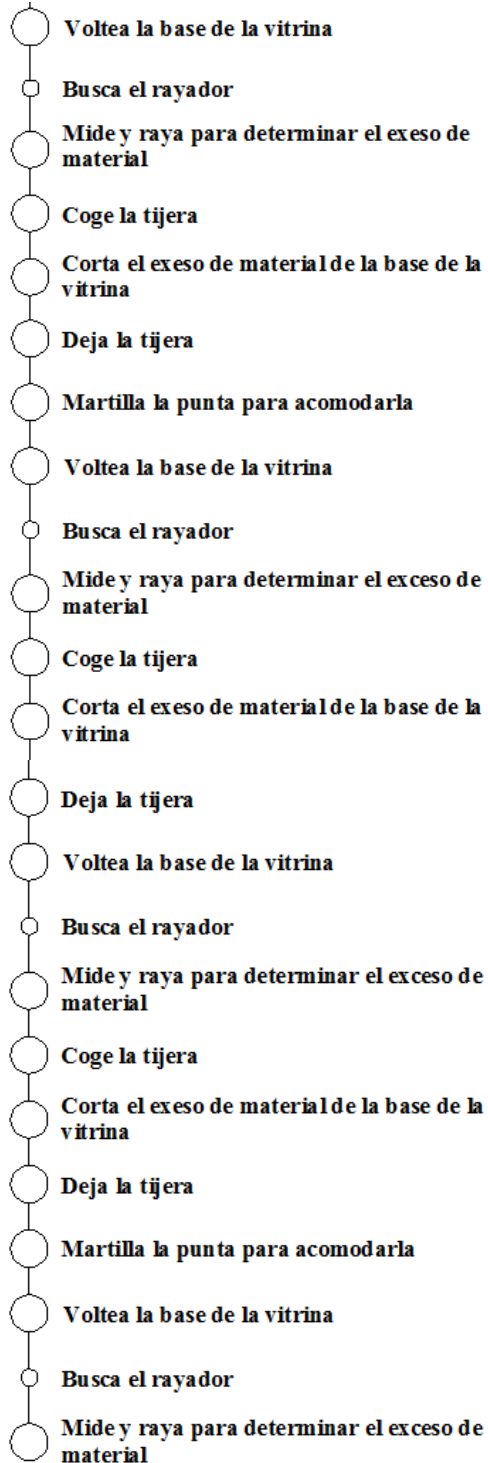 Voltea la base de la vitrina
Busca el rayador
Mide y raya para determinar el exeso de
material
Coge la tijera
Corta el exeso de material de la base de la
vitrina
Deja la tijera
Martilla la punta para acomodarla
Voltea la base de la vitrina
Busca el rayador
Mide y raya para determinar el exceso de
material
Coge la tijera
Corta el exeso de material de la base de la
vitrina
Deja la tijera
Voltea la base de la vitrina
Busca el rayador
Mide y raya para determinar el exceso de
material
Coge la tijera
Corta el exeso de material de la base de la
vitrina
Deja la tijera
Martilla la punta para acomodarla
Voltea la base de la vitrina
Busca el rayador
Mide y raya para determinar el exceso de
material